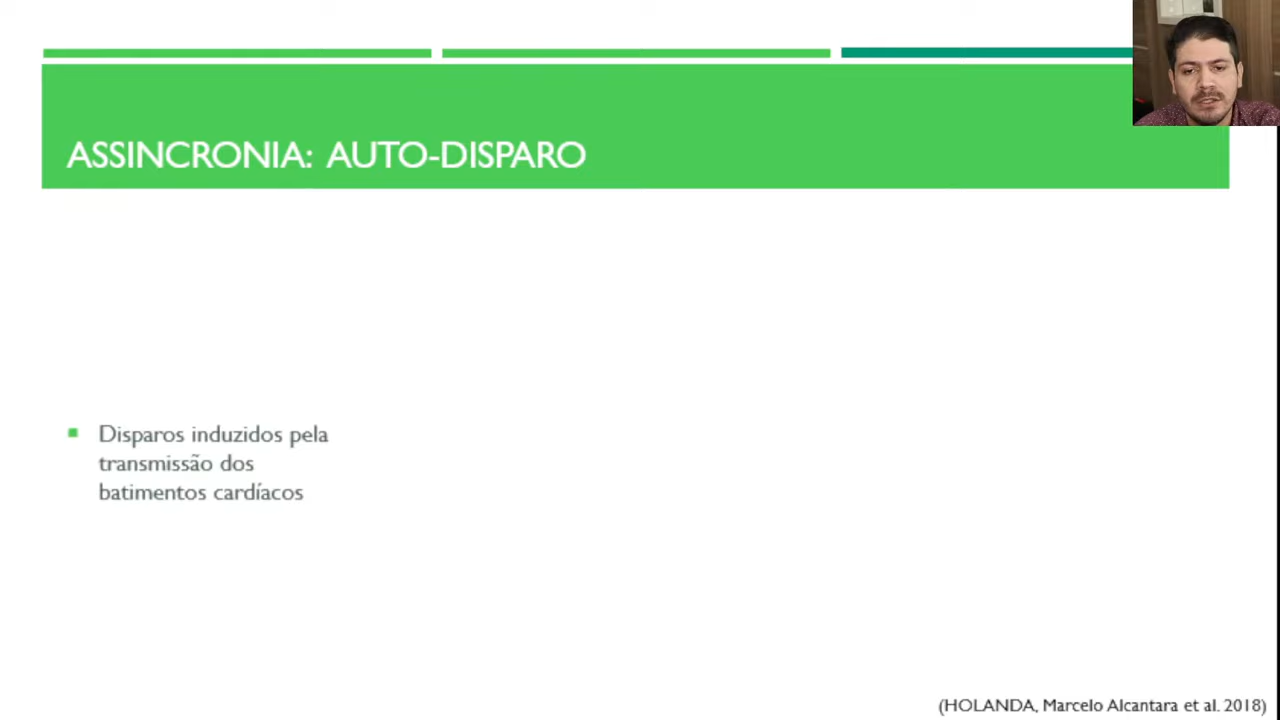 ASSINCRONIA: AUTO-DISPARO
Disparos induzidos pela
transmissão dos
batimentos cardíacos
(HOLANDA, Marcelo Alcantara et al. 2018)